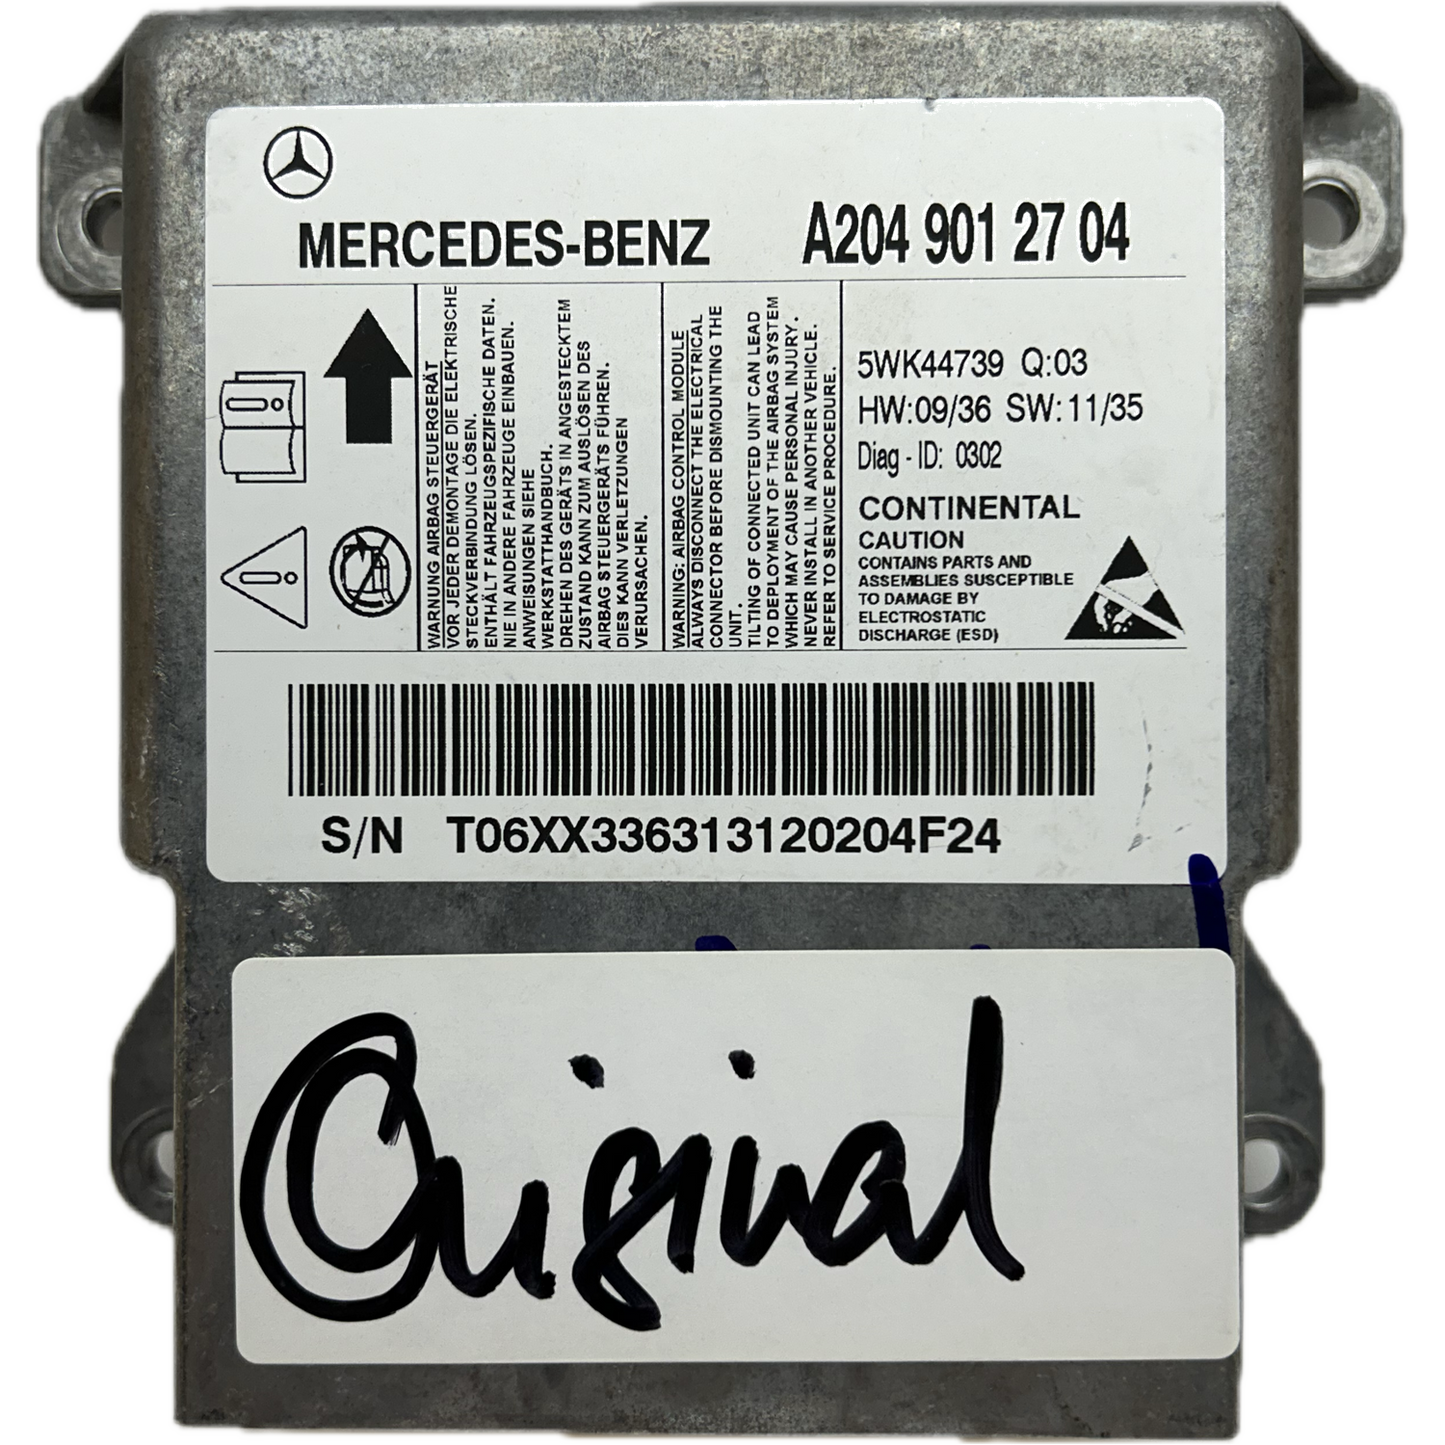 MERCEDES-BENZ
A204 901 27 04
WARNUNG AIRBAG STEUERGERÄT
VOR JEDER DEMONTAGE DIE ELEKTRISCHE
STECKVERBINDUNG LÖSEN.
ENTHÄLT FAHRZEUGSPEZIFISCHE DATEN.
NIE IN ANDERE FAHRZEUGE EINBAUEN.
ANWEISUNGEN SIEHE
WERKSTATTHANDBUCH.
DREHEN DES GERÄTS IN ANGESTECKTEM
ZUSTAND KANN ZUM AUSLÖSEN DES
AIRBAG STEUERGERÄTS FÜHREN.
DIES KANN VERLETZUNGEN
VERURSACHEN.
WARNING: AIRBAG CONTROL MODULE
ALWAYS DISCONNECT THE ELECTRICAL
CONNECTOR BEFORE DISMOUNTING THE
UNIT.
TILTING OF CONNECTED UNIT CAN LEAD
TO DEPLOYMENT OF THE AIRBAG SYSTEM
WHICH MAY CAUSE PERSONAL INJURY.
NEVER INSTALL IN ANOTHER VEHICLE.
REFER TO SERVICE PROCEDURE.
5WK44739 Q:03
HW:09/36 SW:11/35
Diag - ID: 0302
CONTINENTAL
CAUTION
CONTAINS PARTS AND
ASSEMBLIES SUSCEPTIBLE
TO DAMAGE BY
ELECTROSTATIC
DISCHARGE (ESD)
S/N T06XX336313120204F24
Original